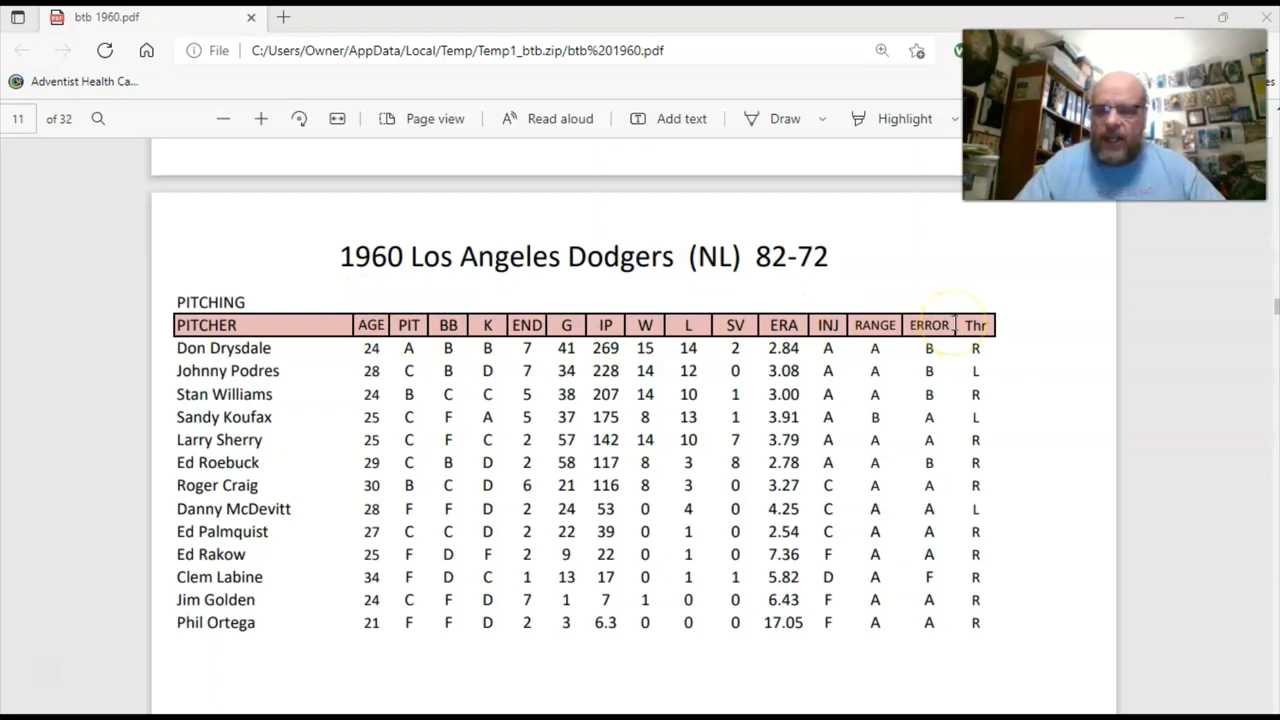 btb 1960.pdf
File C:/Users/Owner/AppData/Local/Temp/Temp1_btb.zip/btb%201960.pdf
Adventist Health Ca...
11 of 32 Page view Read aloud Add text Draw Highlight
1960 Los Angeles Dodgers (NL) 82-72
PITCHING
PITCHER AGE PIT BB K END G IP W L SV ERA INJ RANGE ERROR Thr
Don Drysdale 24 A B B 7 41 269 15 14 2 2.84 A A B R
Johnny Podres 28 C B D 7 34 228 14 12 0 3.08 A A B L
Stan Williams 24 B C C 5 38 207 14 10 1 3.00 A A B R
Sandy Koufax 25 C F A 5 37 175 8 13 1 3.91 A B A L
Larry Sherry 25 C F C 2 57 142 14 10 7 3.79 A A A R
Ed Roebuck 29 C B D 2 58 117 8 3 8 2.78 A A B R
Roger Craig 30 B C D 6 21 116 8 3 0 3.27 C A A R
Danny McDevitt 28 F F D 2 24 53 0 4 0 4.25 C A A L
Ed Palmquist 27 C C D 2 22 39 0 1 0 2.54 C A A R
Ed Rakow 25 F D F 2 9 22 0 1 0 7.36 F A A R
Clem Labine 34 F D C 1 13 17 0 1 1 5.82 D A F R
Jim Golden 24 C F D 7 1 7 1 0 0 6.43 F A A R
Phil Ortega 21 F F D 2 3 6.3 0 0 0 17.05 F A A R